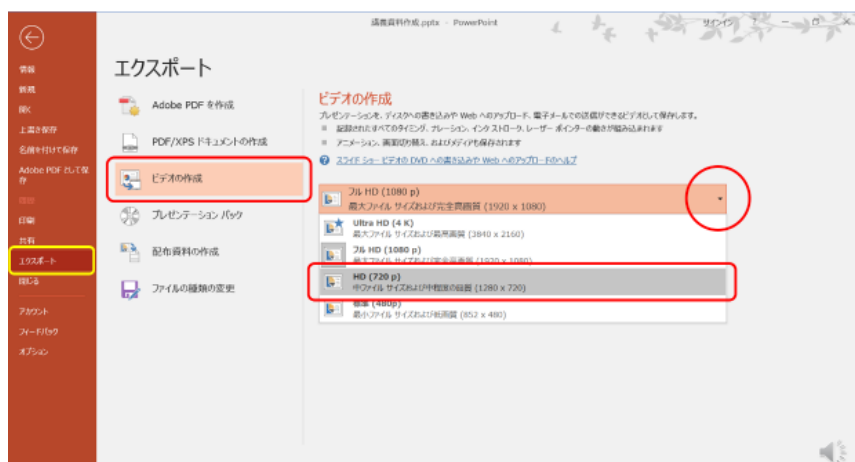 講義資料作成.pptx - PowerPoint
サインイン ?
情報
新規
開く
上書き保存
名前を付けて保存
Adobe PDF として保存
印刷
共有
エクスポート
閉じる
アカウント
フィードバック
オプション
エクスポート
Adobe PDF を作成
PDF/XPS ドキュメントの作成
ビデオの作成
プレゼンテーション パック
配布資料の作成
ファイルの種類の変更
ビデオの作成
プレゼンテーションを、ディスクへの書き込みや Web へのアップロード、電子メールでの送信ができるビデオとして保存します。
記録されたすべてのタイミング、ナレーション、インク ストローク、レーザー ポインターの動きが組み込まれます
アニメーション、画面切り替え、およびメディアも保存されます
スライド ショー ビデオの DVD への書き込みや Web へのアップロードのヘルプ
フル HD (1080 p)
最大ファイル サイズおよび完全高画質 (1920 x 1080)
Ultra HD (4 K)
最大ファイル サイズおよび最高画質 (3840 x 2160)
フル HD (1080 p)
最大ファイル サイズおよび完全高画質 (1920 x 1080)
HD (720 p)
中ファイル サイズおよび中程度の画質 (1280 x 720)
標準 (480p)
最小ファイル サイズおよび低画質 (852 x 480)